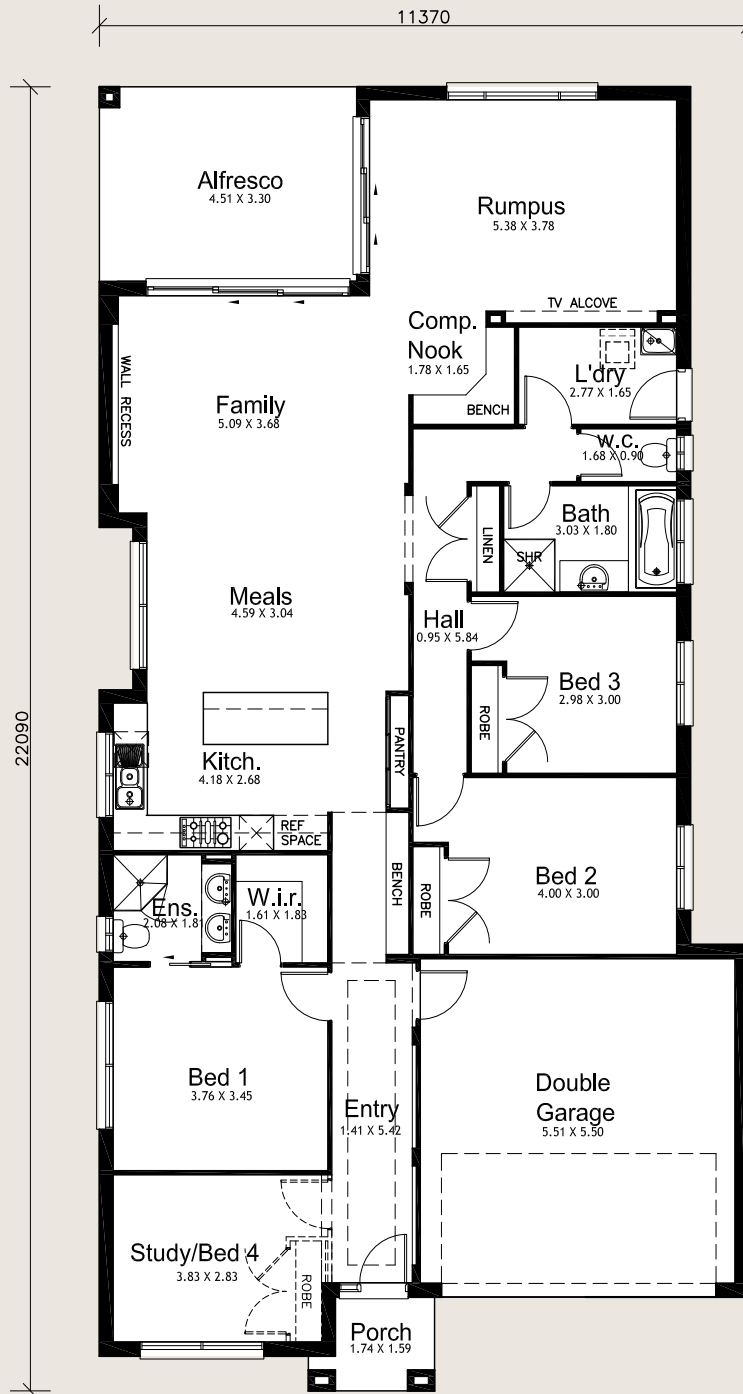 11370
22090
Alfresco
4.51 X 3.30
Rumpus
5.38 X 3.78
TV ALCOVE
Comp.
Nook
1.78 X 1.65
BENCH
L'dry
2.77 X 1.65
WALL RECESS
Family
5.09 X 3.68
W.c.
1.68 X 0.90
Bath
3.03 X 1.80
SHR
LINEN
Meals
4.59 X 3.04
Hall
0.95 X 5.84
Bed 3
2.98 X 3.00
ROBE
PANTRY
Kitch.
4.18 X 2.68
REF
SPACE
BENCH
Bed 2
4.00 X 3.00
ROBE
Ens.
2.08 X 1.81
W.i.r.
1.61 X 1.83
Bed 1
3.76 X 3.45
Entry
1.41 X 5.42
Double
Garage
5.51 X 5.50
Study/Bed 4
3.83 X 2.83
ROBE
Porch
1.74 X 1.59